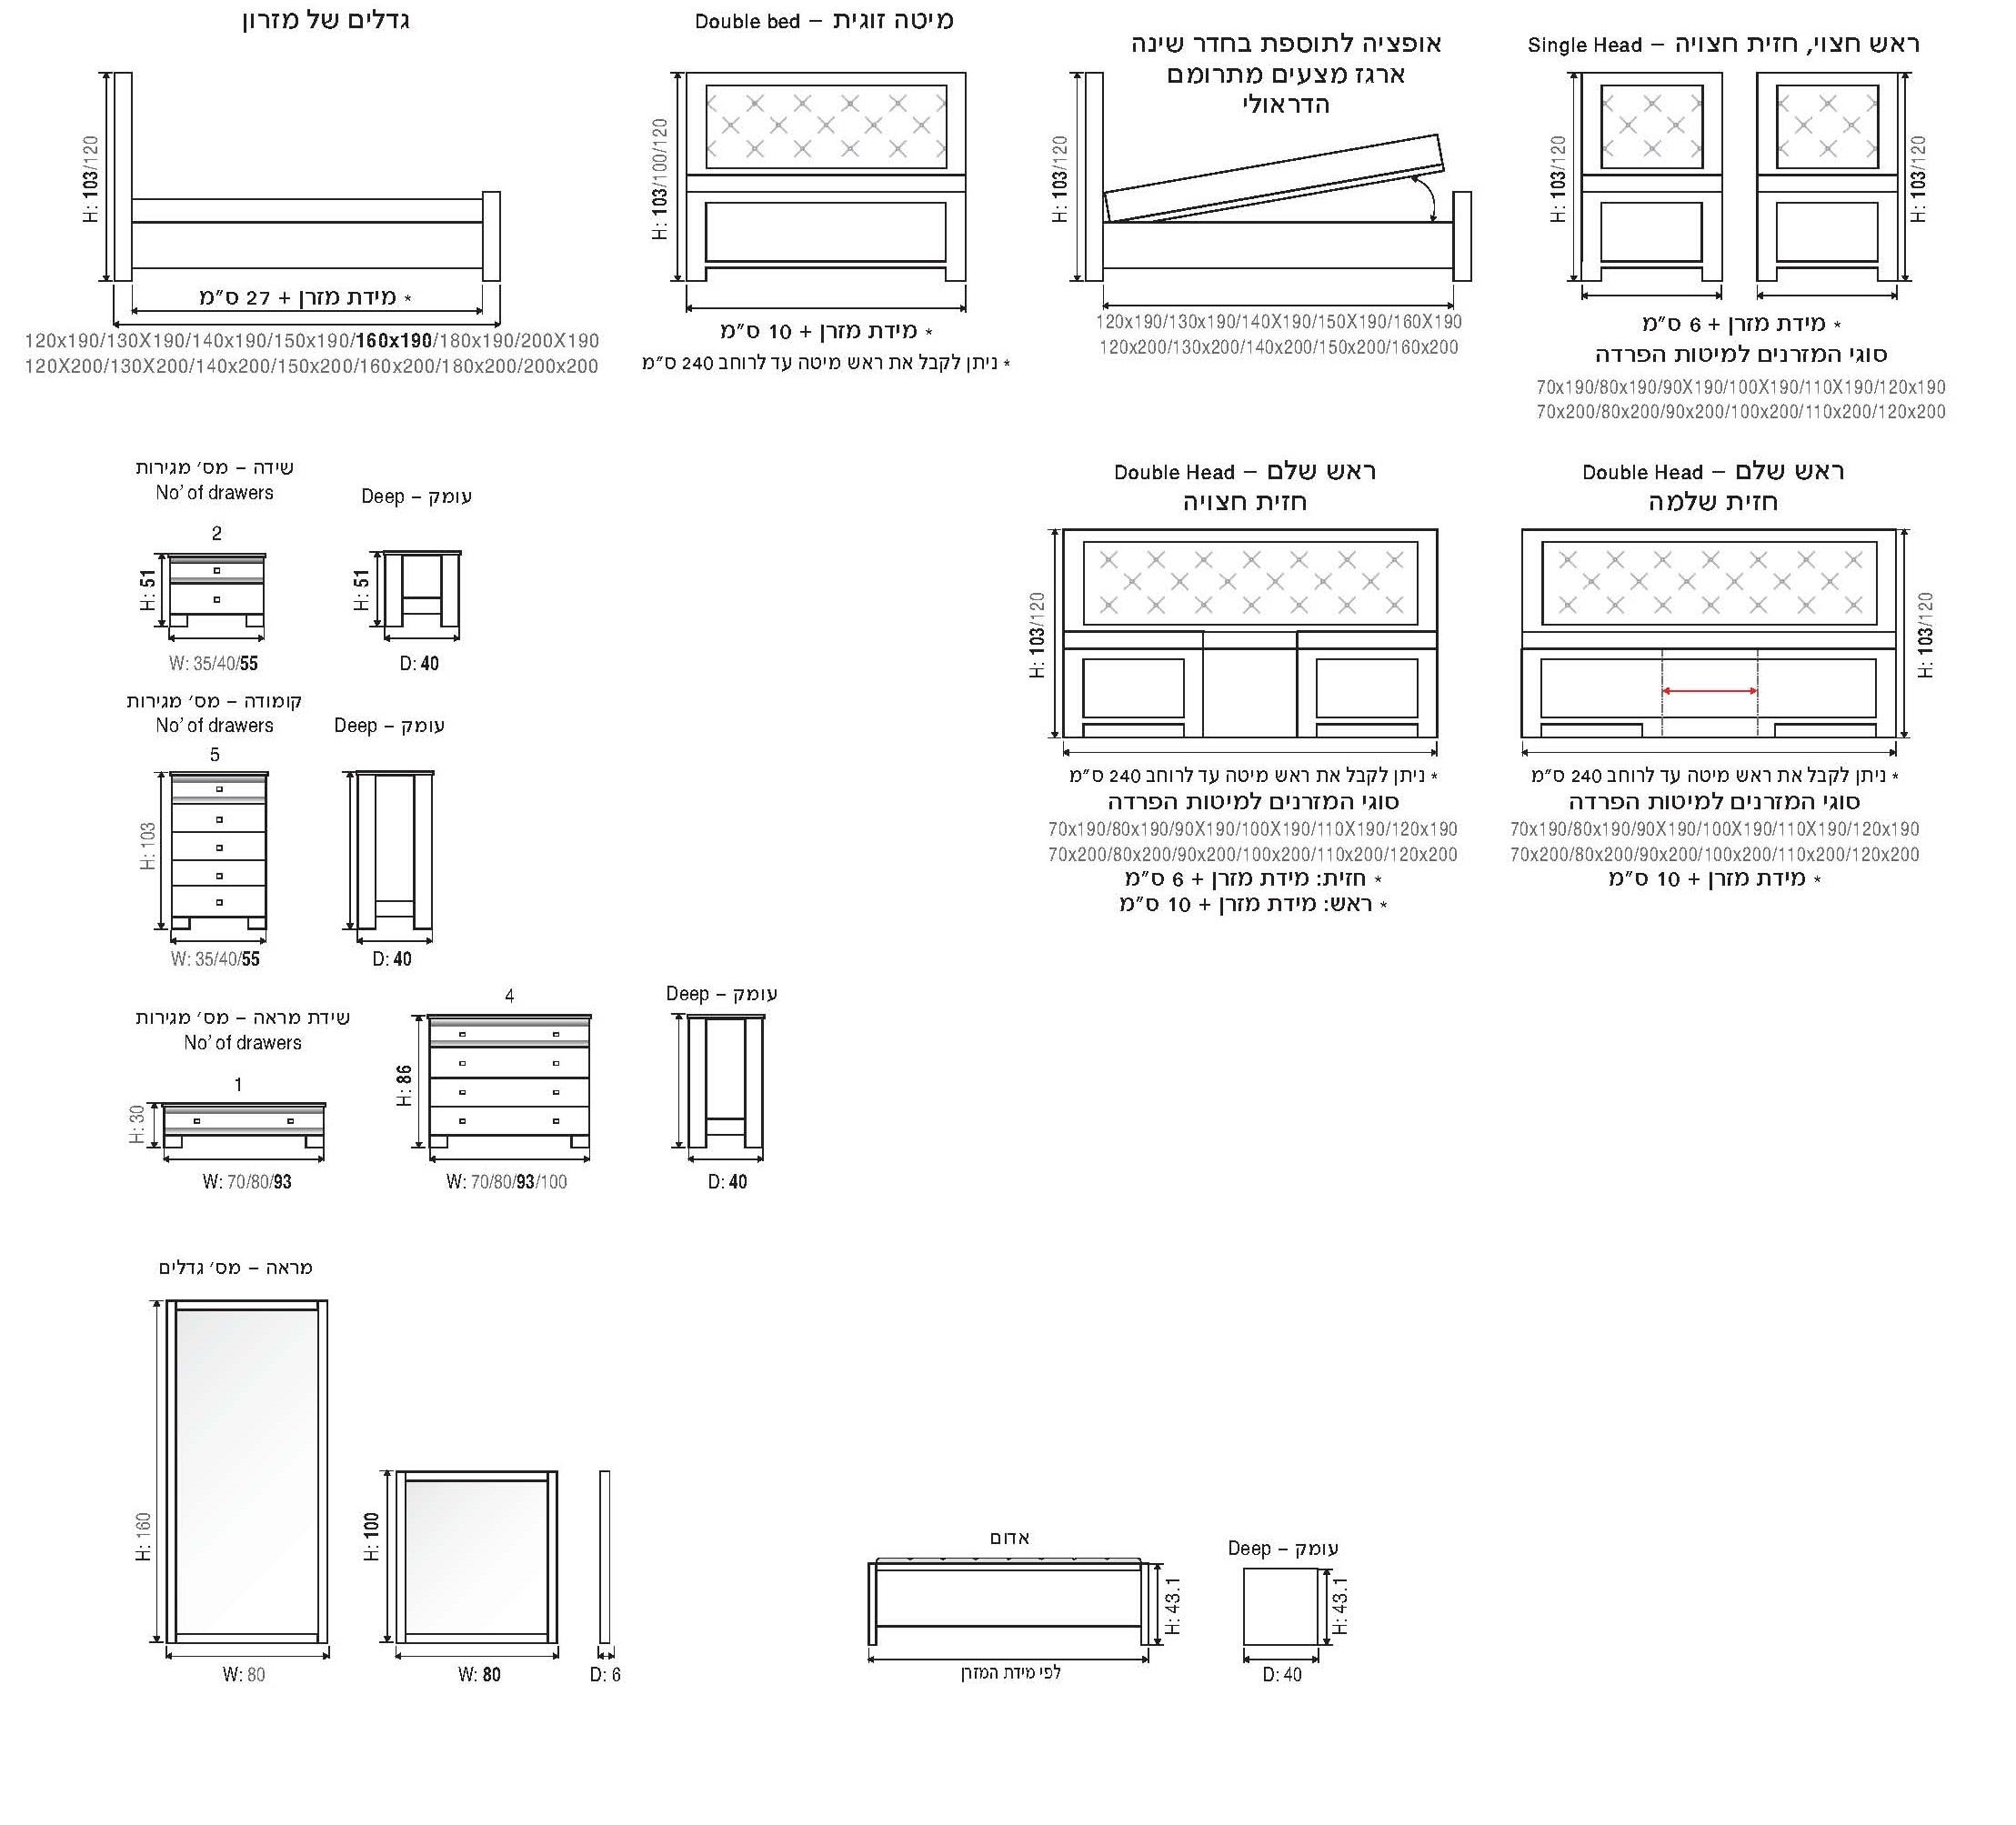 גדלים של מזרון
H: 103/120
* מידת מזרן + 27 ס"מ
120x190/130X190/140x190/150x190/160x190/180x190/200X190
120X200/130X200/140x200/150x200/160x200/180x200/200x200
מיטה זוגית – Double bed
H: 103/100/120
* מידת מזרן + 10 ס"מ
* ניתן לקבל את ראש מיטה עד לרוחב 240 ס"מ
אופציה לתוספת בחדר שינה
ארגז מצעים מתרומם
הדראולי
H: 103/120
120x190/130x190/140X190/150X190/160X190
120x200/130x200/140x200/150x200/160x200
ראש חצוי, חזית חצויה – Single Head
H: 103/120
H: 103/120
* מידת מזרן + 6 ס"מ
סוגי המזרנים למיטות הפרדה
70x190/80x190/90X190/100X190/110X190/120x190
70x200/80x200/90x200/100x200/110x200/120x200
שידה – מס' מגירות
No' of drawers
2
H: 51
W: 35/40/55
עומק – Deep
H: 51
D: 40
ראש שלם – Double Head
חזית חצויה
H: 103/120
* ניתן לקבל את ראש מיטה עד לרוחב 240 ס"מ
סוגי המזרנים למיטות הפרדה
70x190/80x190/90X190/100X190/110X190/120x190
70x200/80x200/90x200/100x200/110x200/120x200
* חזית: מידת מזרן + 6 ס"מ
* ראש: מידת מזרן + 10 ס"מ
ראש שלם – Double Head
חזית שלמה
H: 103/120
* ניתן לקבל את ראש מיטה עד לרוחב 240 ס"מ
סוגי המזרנים למיטות הפרדה
70x190/80x190/90X190/100X190/110X190/120x190
70x200/80x200/90x200/100x200/110x200/120x200
* מידת מזרן + 10 ס"מ
קומודה – מס' מגירות
No' of drawers
5
H: 103
W: 35/40/55
עומק – Deep
D: 40
שידת מראה – מס' מגירות
No' of drawers
1
H: 30
W: 70/80/93
4
H: 86
W: 70/80/93/100
עומק – Deep
D: 40
מראה – מס' גדלים
H: 160
W: 80
H: 100
W: 80
D: 6
אדום
H: 43.1
לפי מידת המזרן
עומק – Deep
H: 43.1
D: 40